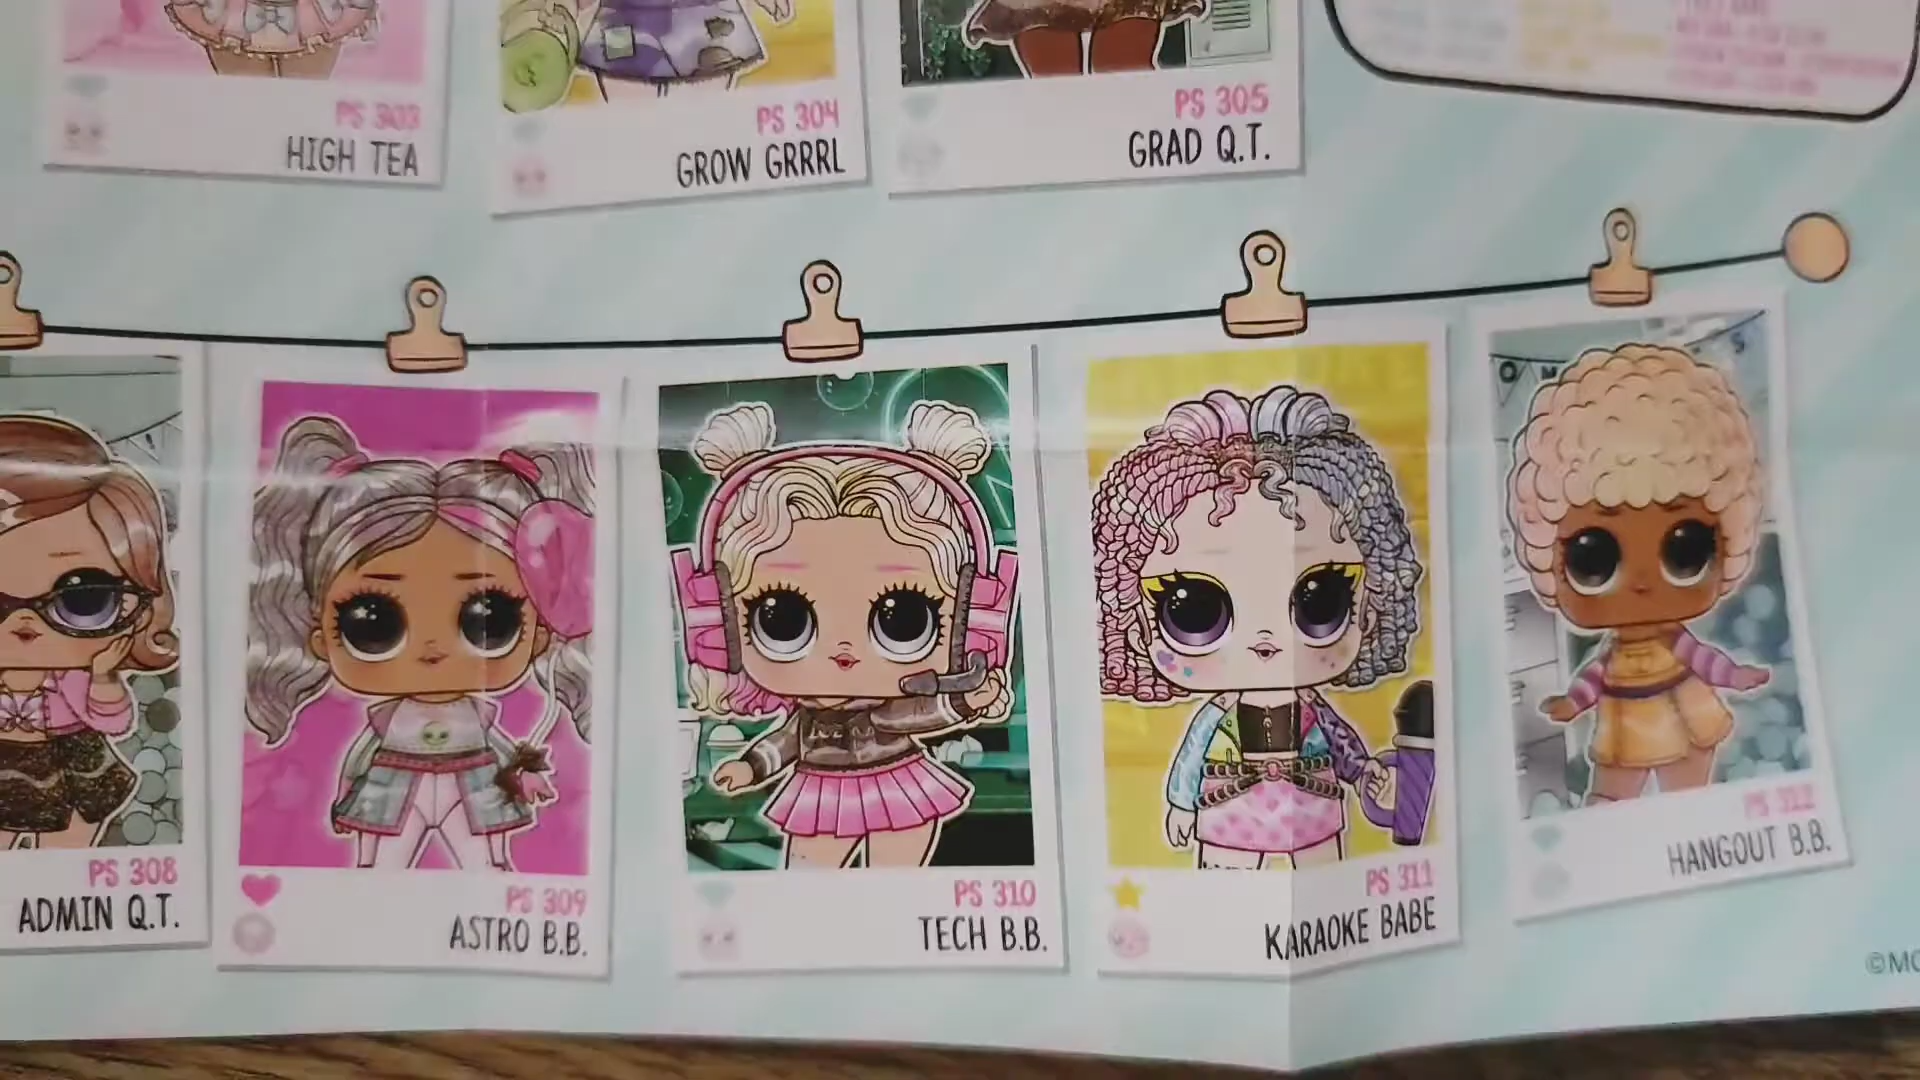 PS 303
HIGH TEA
PS 304
GROW GRRRL
PS 305
GRAD Q.T.
PS 308
ADMIN Q.T.
PS 309
ASTRO B.B.
PS 310
TECH B.B.
PS 311
KARAOKE BABE
PS 312
HANGOUT B.B.